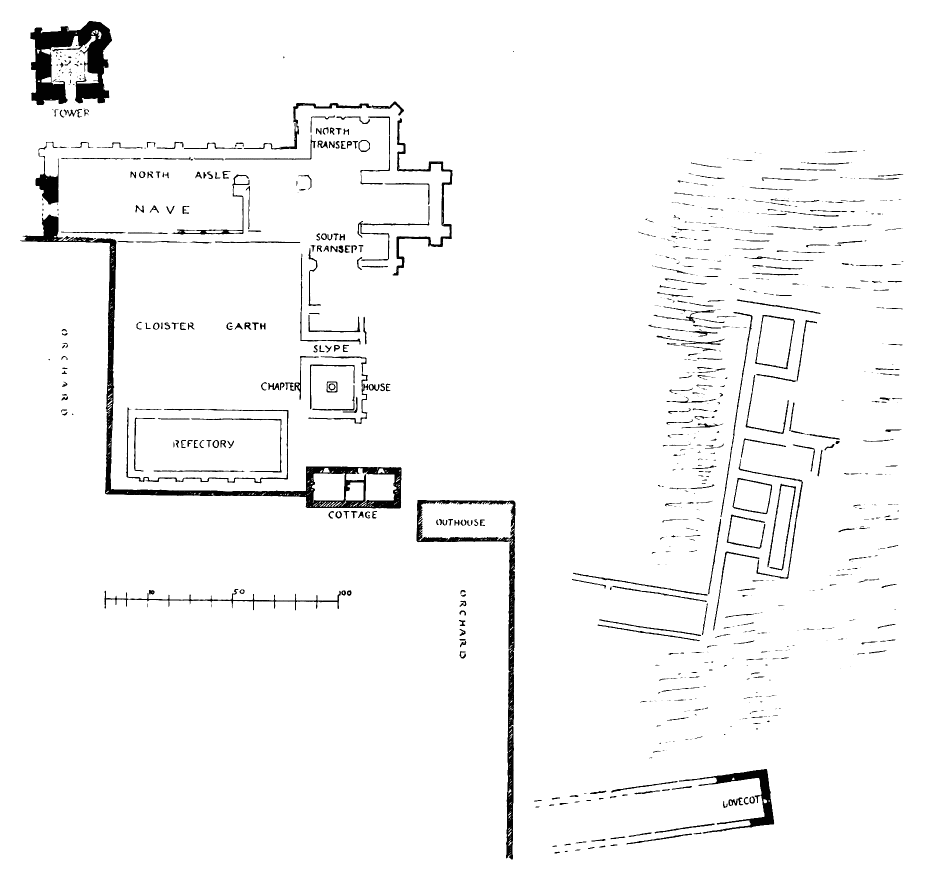 TOWER
NORTH
TRANSEPT
NORTH AISLE
NAVE
SOUTH
TRANSEPT
CLOISTER GARTH
ORCHARD
SLYPE
CHAPTER HOUSE
REFECTORY
COTTAGE
OUTHOUSE
10 50 100
ORCHARD
DOVECOT